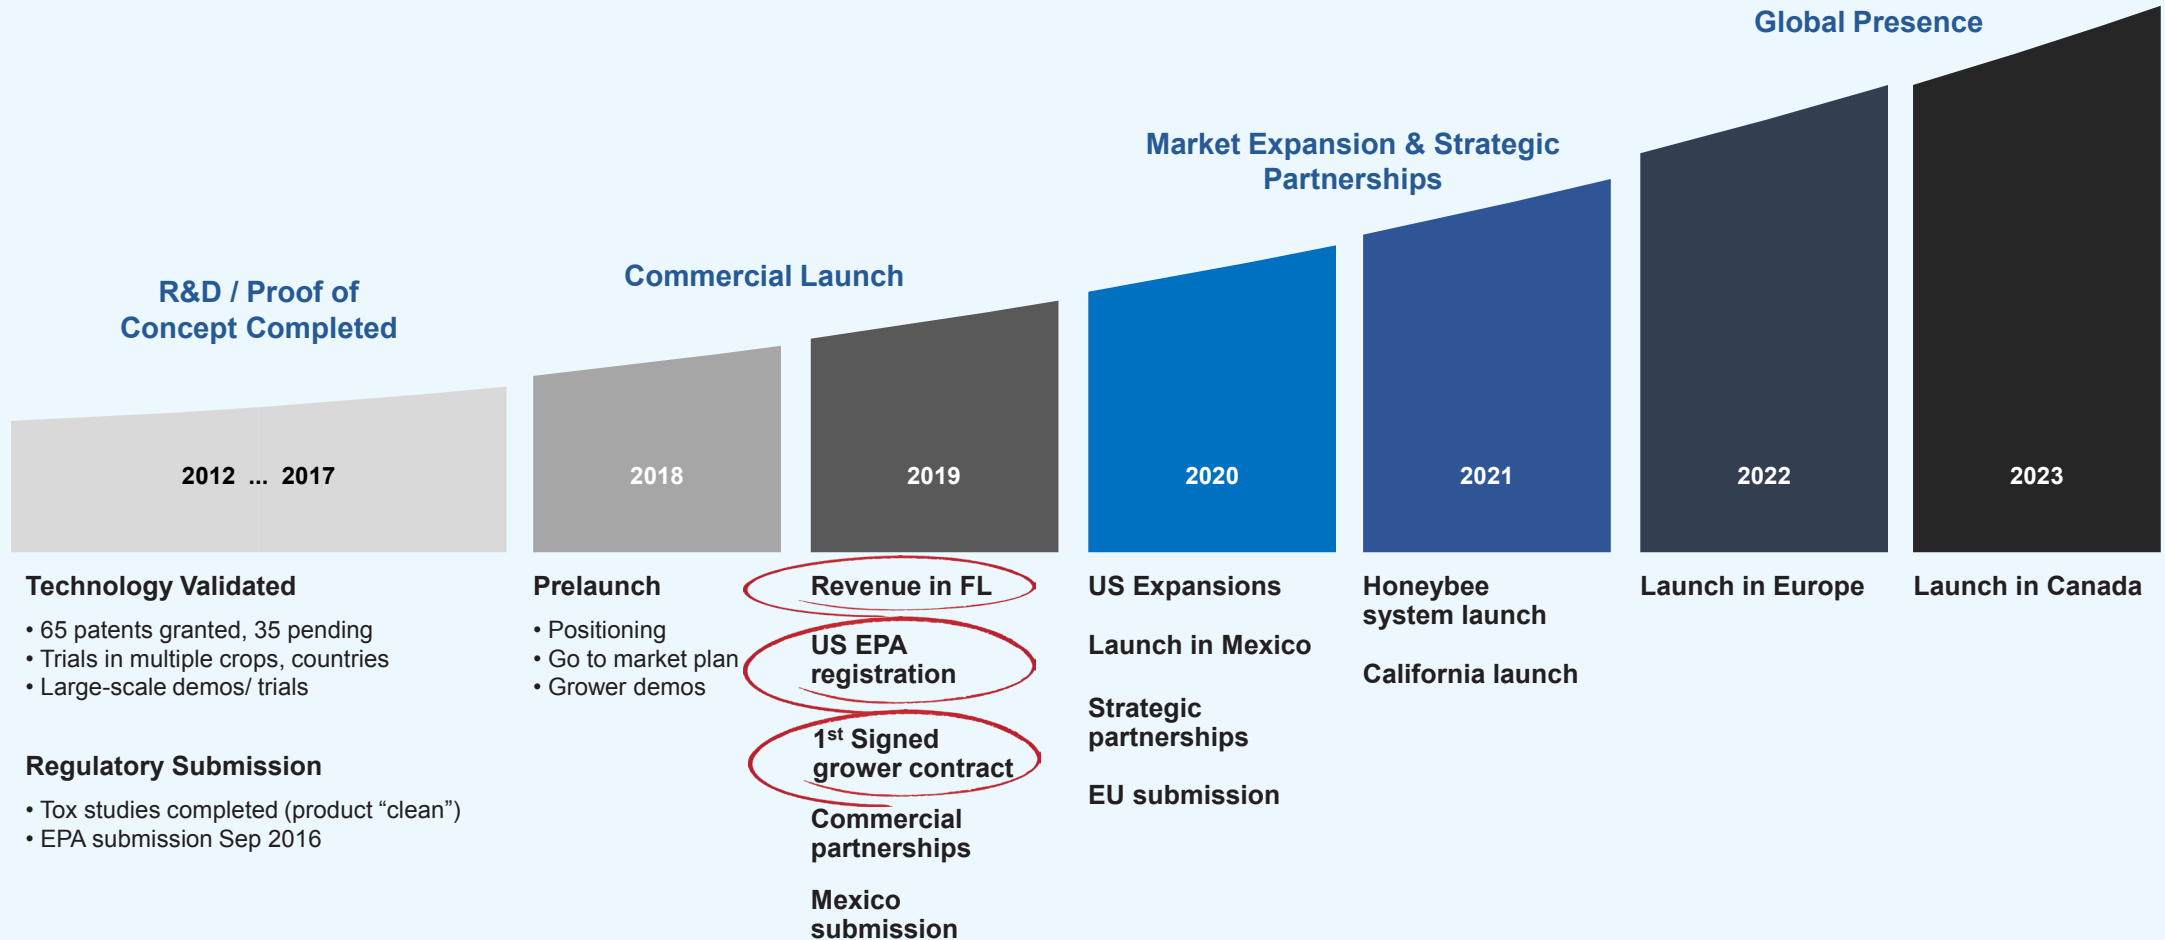 Global Presence
Market Expansion & Strategic
Partnerships
Commercial Launch
R&D / Proof of
Concept Completed
2012 ... 2017
2018
2019
2020
2021
2022
2023
Technology Validated
• 65 patents granted, 35 pending
• Trials in multiple crops, countries
• Large-scale demos/ trials
Regulatory Submission
• Tox studies completed (product “clean”)
• EPA submission Sep 2016
Prelaunch
• Positioning
• Go to market plan
• Grower demos
Revenue in FL
US EPA
registration
1st Signed
grower contract
Commercial
partnerships
Mexico
submission
US Expansions
Launch in Mexico
Strategic
partnerships
EU submission
Honeybee
system launch
California launch
Launch in Europe
Launch in Canada